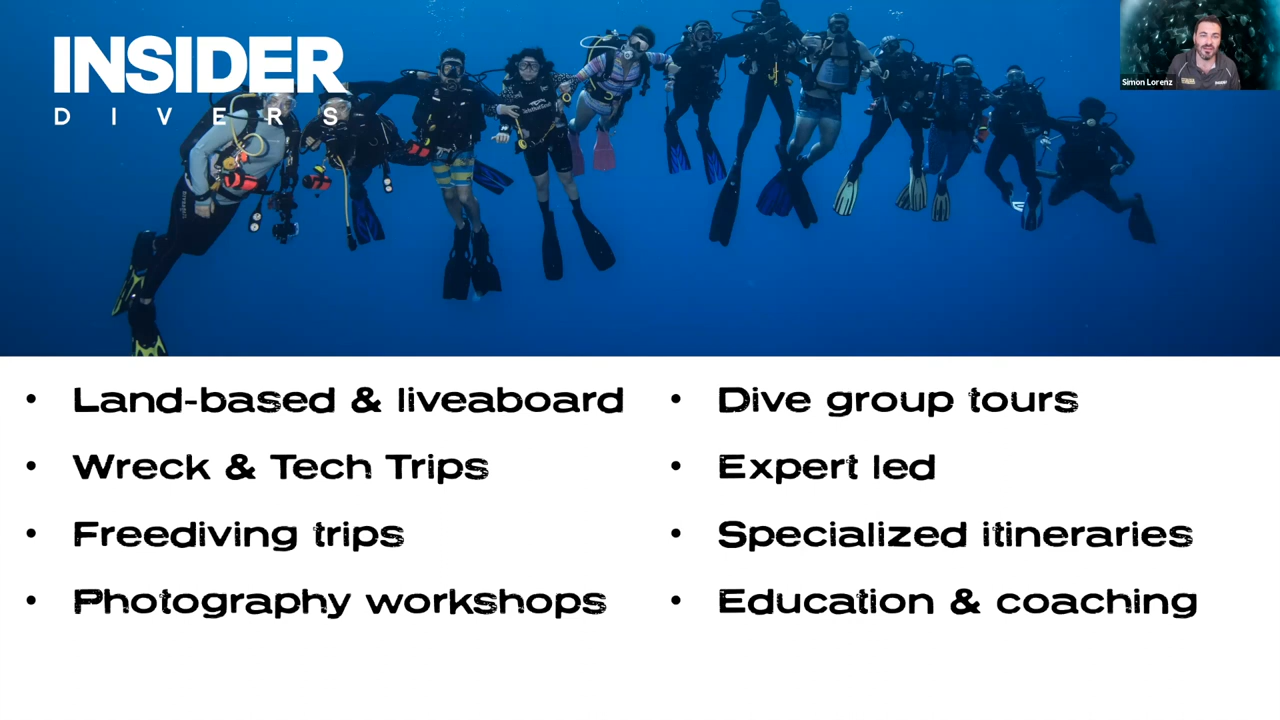 INSIDER
DIVERS
Simon Lorenz
• Land-based & liveaboard
• Wreck & Tech Trips
• Freediving trips
• Photography workshops
• Dive group tours
• Expert led
• Specialized itineraries
• Education & coaching